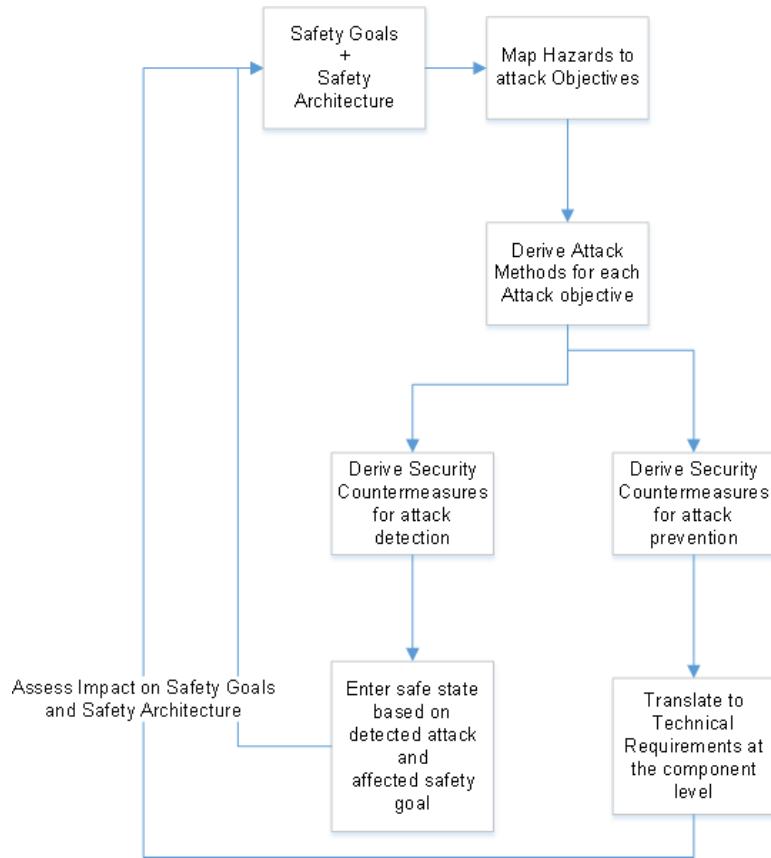 Safety Goals
+
Safety
Architecture
Map Hazards to
attack Objectives
Derive Attack
Methods for each
Attack objective
Derive Security
Countermeasures
for attack
detection
Derive Security
Countermeasures
for attack
prevention
Assess Impact on Safety Goals
and Safety Architecture
Enter safe state
based on
detected attack
and
affected safety
goal
Translate to
Technical
Requirements at
the component
level